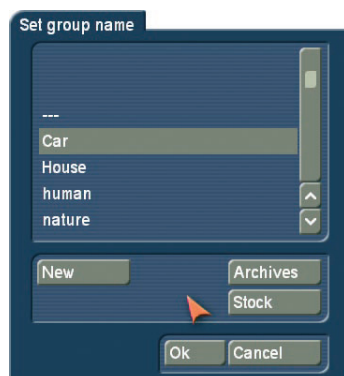 Set group name
---
Car
House
human
nature
New
Archives
Stock
Ok
Cancel